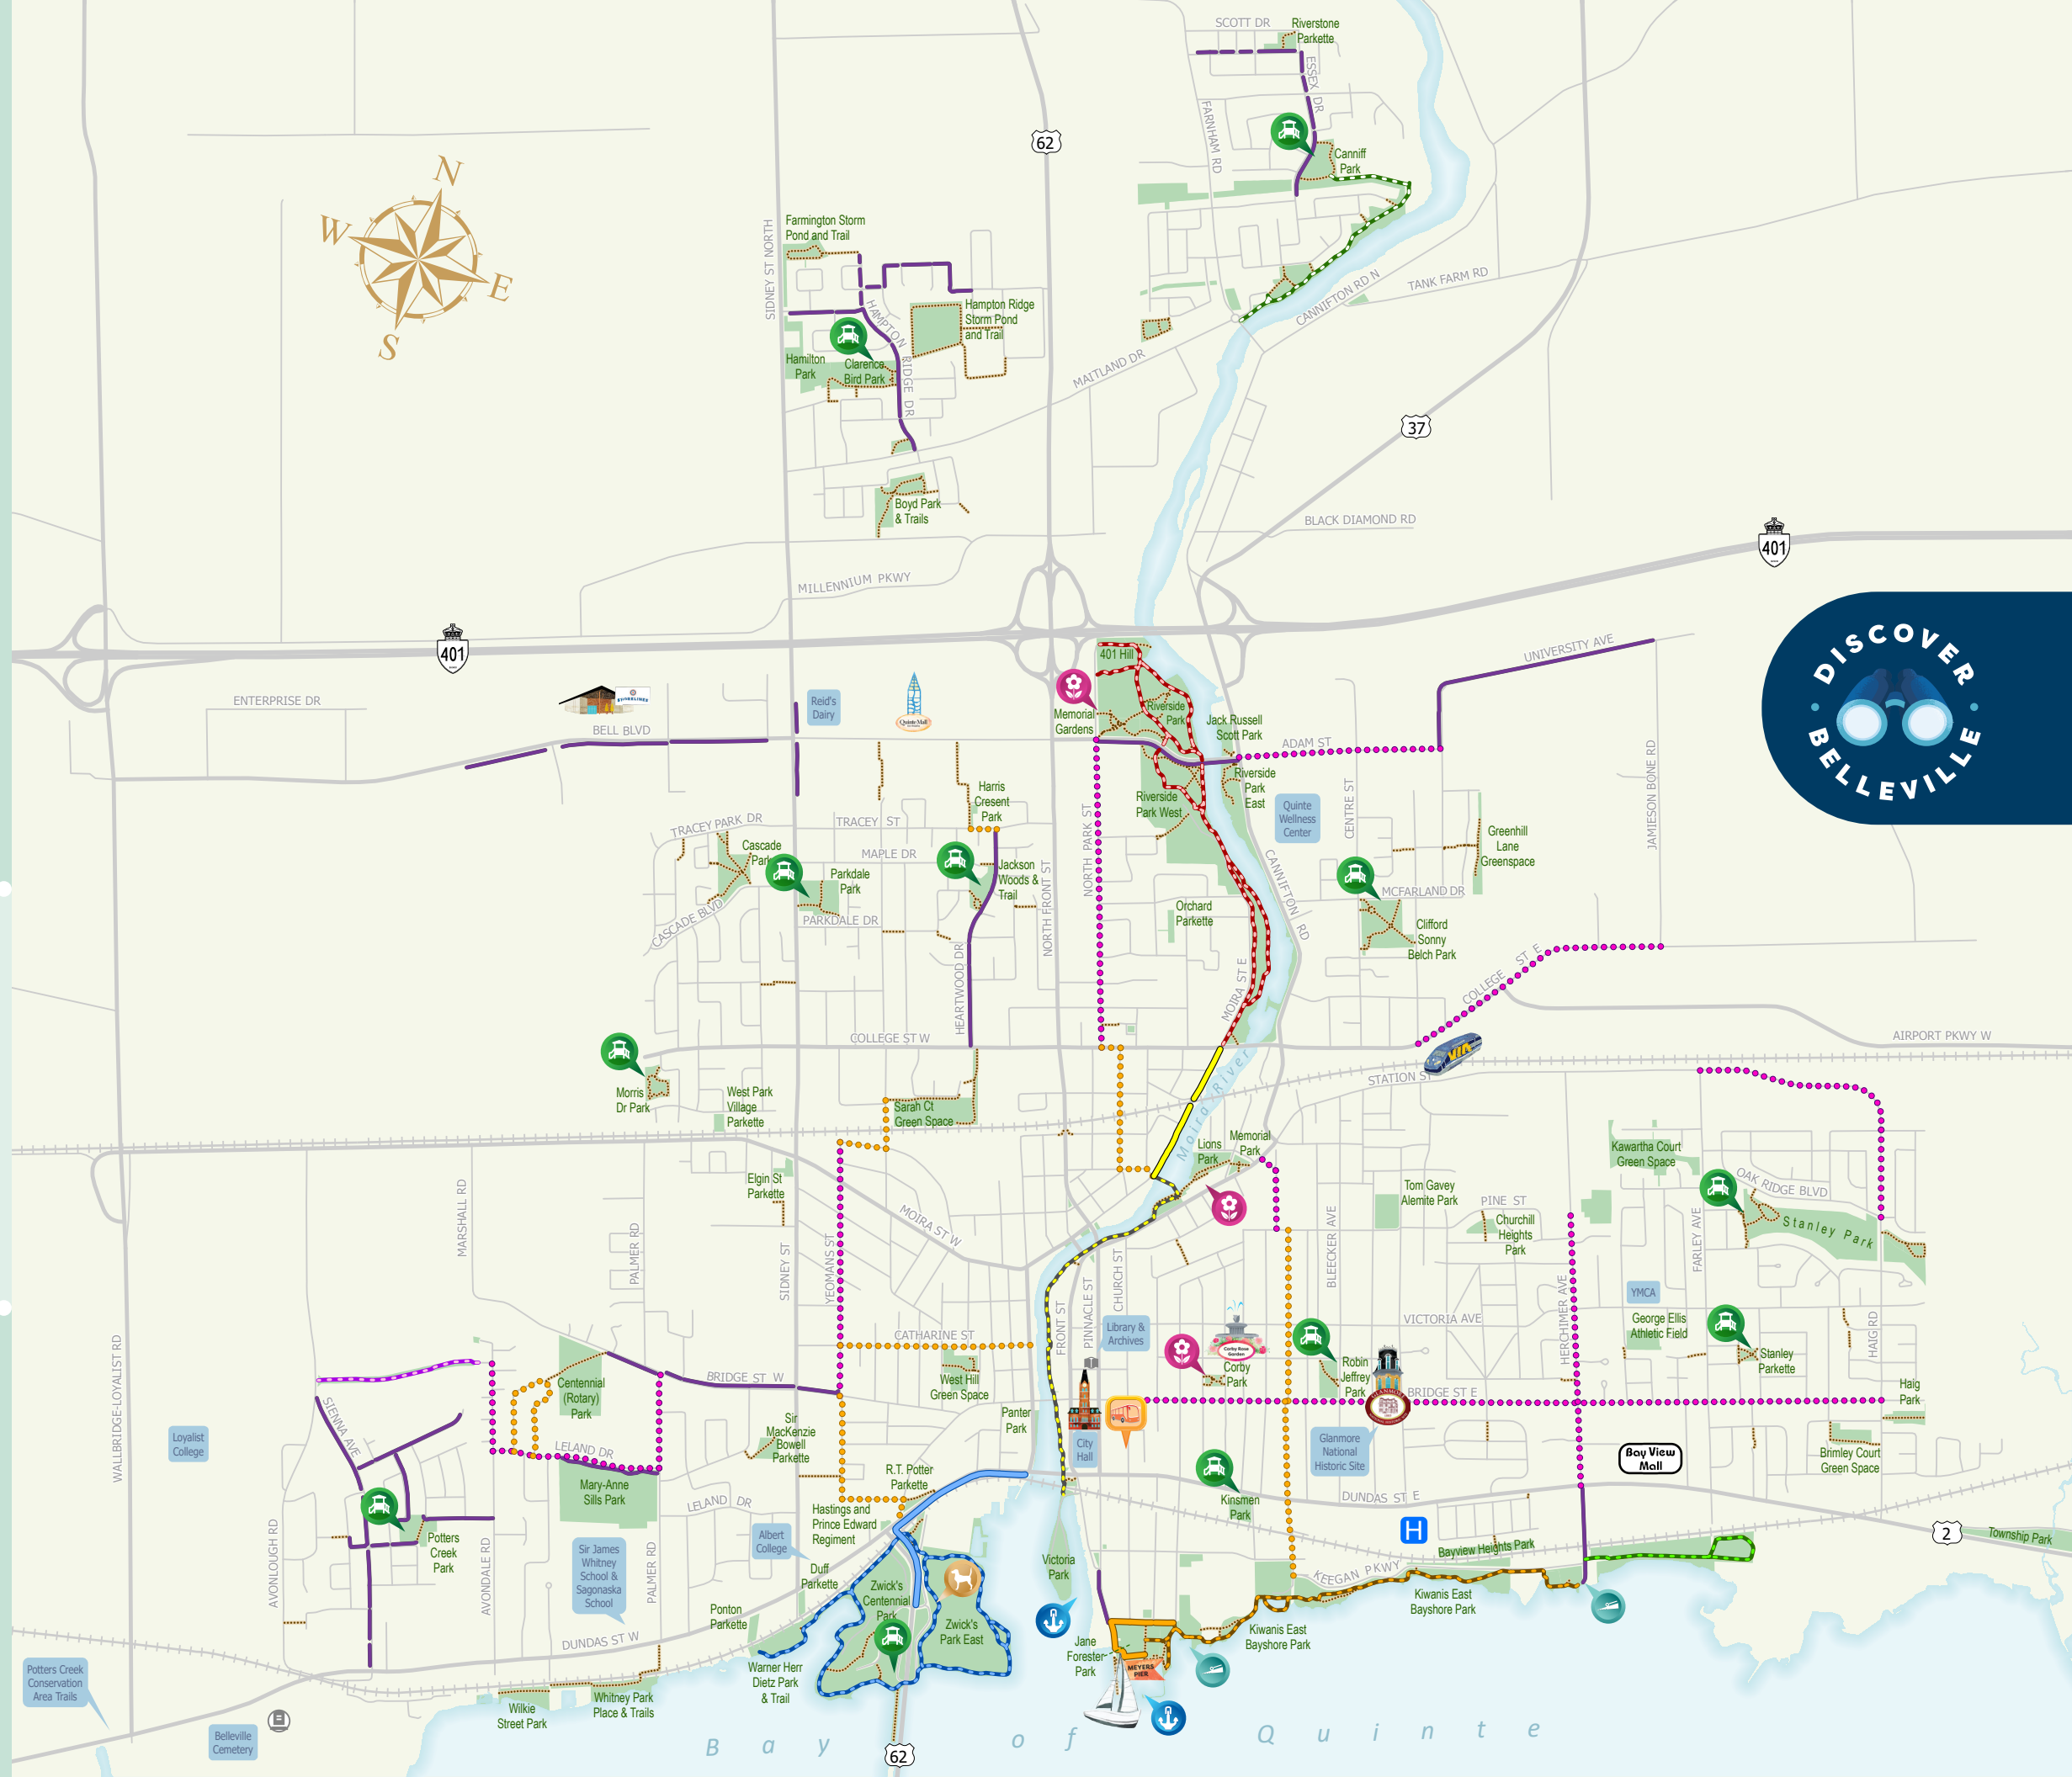 SCOTT DR
Riverstone
Parkette
ESSEX DR
FARNHAM RD
62
Canniff
Park
N
W
E
S
SIDNEY ST NORTH
Farmington Storm
Pond and Trail
HAMPTON RIDGE DR
Hampton Ridge
Storm Pond
and Trail
Hamilton
Park
Clarence
Bird Park
CANNIFTON RD N
TANK FARM RD
MAITLAND DR
37
Boyd Park
& Trails
BLACK DIAMOND RD
401
MILLENNIUM PKWY
401
DISCOVER
BELLEVILLE
UNIVERSITY AVE
401 Hill
ENTERPRISE DR
BELL BLVD
Reid's
Dairy
Quinte Mall
Memorial
Gardens
Riverside
Park
Jack Russell
Scott Park
ADAM ST
Riverside
Park
East
Riverside
Park West
Quinte
Wellness
Center
CENTRE ST
JAMIESON BONE RD
Harris
Cresent
Park
NORTH PARK ST
TRACEY PARK DR
TRACEY ST
MAPLE DR
Cascade
Park
Parkdale
Park
Jackson
Woods &
Trail
PARKDALE DR
CASCADE BLVD
HEARTWOOD DR
NORTH FRONT ST
Orchard
Parkette
CANNIFTON RD
Greenhill
Lane
Greenspace
MCFARLAND DR
Clifford
Sonny
Belch Park
MOIRA ST E
COLLEGE ST E
COLLEGE ST W
AIRPORT PKWY W
VIA
STATION ST
Morris
Dr Park
West Park
Village
Parkette
Sarah Ct
Green Space
Moira River
Lions
Park
Memorial
Park
Kawartha Court
Green Space
OAK RIDGE BLVD
Stanley Park
Elgin St
Parkette
Tom Gavey
Alemite Park
PINE ST
Churchill
Heights
Park
FARLEY AVE
MARSHALL RD
PALMER RD
MOIRA ST W
SIDNEY ST
YEOMANS ST
CHURCH ST
BLEECKER AVE
HERCHIMER AVE
YMCA
George Ellis
Athletic Field
VICTORIA AVE
HAIG RD
WALLBRIDGE-LOYALIST RD
CATHARINE ST
FRONT ST
PINNACLE ST
Library &
Archives
Corby Rose
Garden
Corby
Park
Robin
Jeffrey
Park
GLANMORE
Stanley
Parkette
BRIDGE ST W
BRIDGE ST E
West Hill
Green Space
Centennial
(Rotary)
Park
SIENNA AVE
Haig
Park
Loyalist
College
LELAND DR
Sir
MacKenzie
Bowell
Parkette
Panter
Park
City
Hall
Glanmore
National
Historic Site
Bay View
Mall
Brimley Court
Green Space
Mary-Anne
Sills Park
R.T. Potter
Parkette
LELAND DR
Hastings and
Prince Edward
Regiment
Kinsmen
Park
DUNDAS ST E
H
2
Township Park
AVONLOUGH RD
Potters
Creek
Park
AVONDALE RD
Sir James
Whitney
School &
Sagonaska
School
PALMER RD
Albert
College
Duff
Parkette
Ponton
Parkette
Zwick's
Centennial
Park
Zwick's
Park East
Victoria
Park
Bayview Heights Park
KEEGAN PKWY
Kiwanis East
Bayshore Park
Kiwanis East
Bayshore Park
DUNDAS ST W
Jane
Forester
Park
MEYERS
PIER
Potters Creek
Conservation
Area Trails
Warner Herr
Dietz Park
& Trail
Wilkie
Street Park
Whitney Park
Place & Trails
Belleville
Cemetery
Bay of Quinte
62